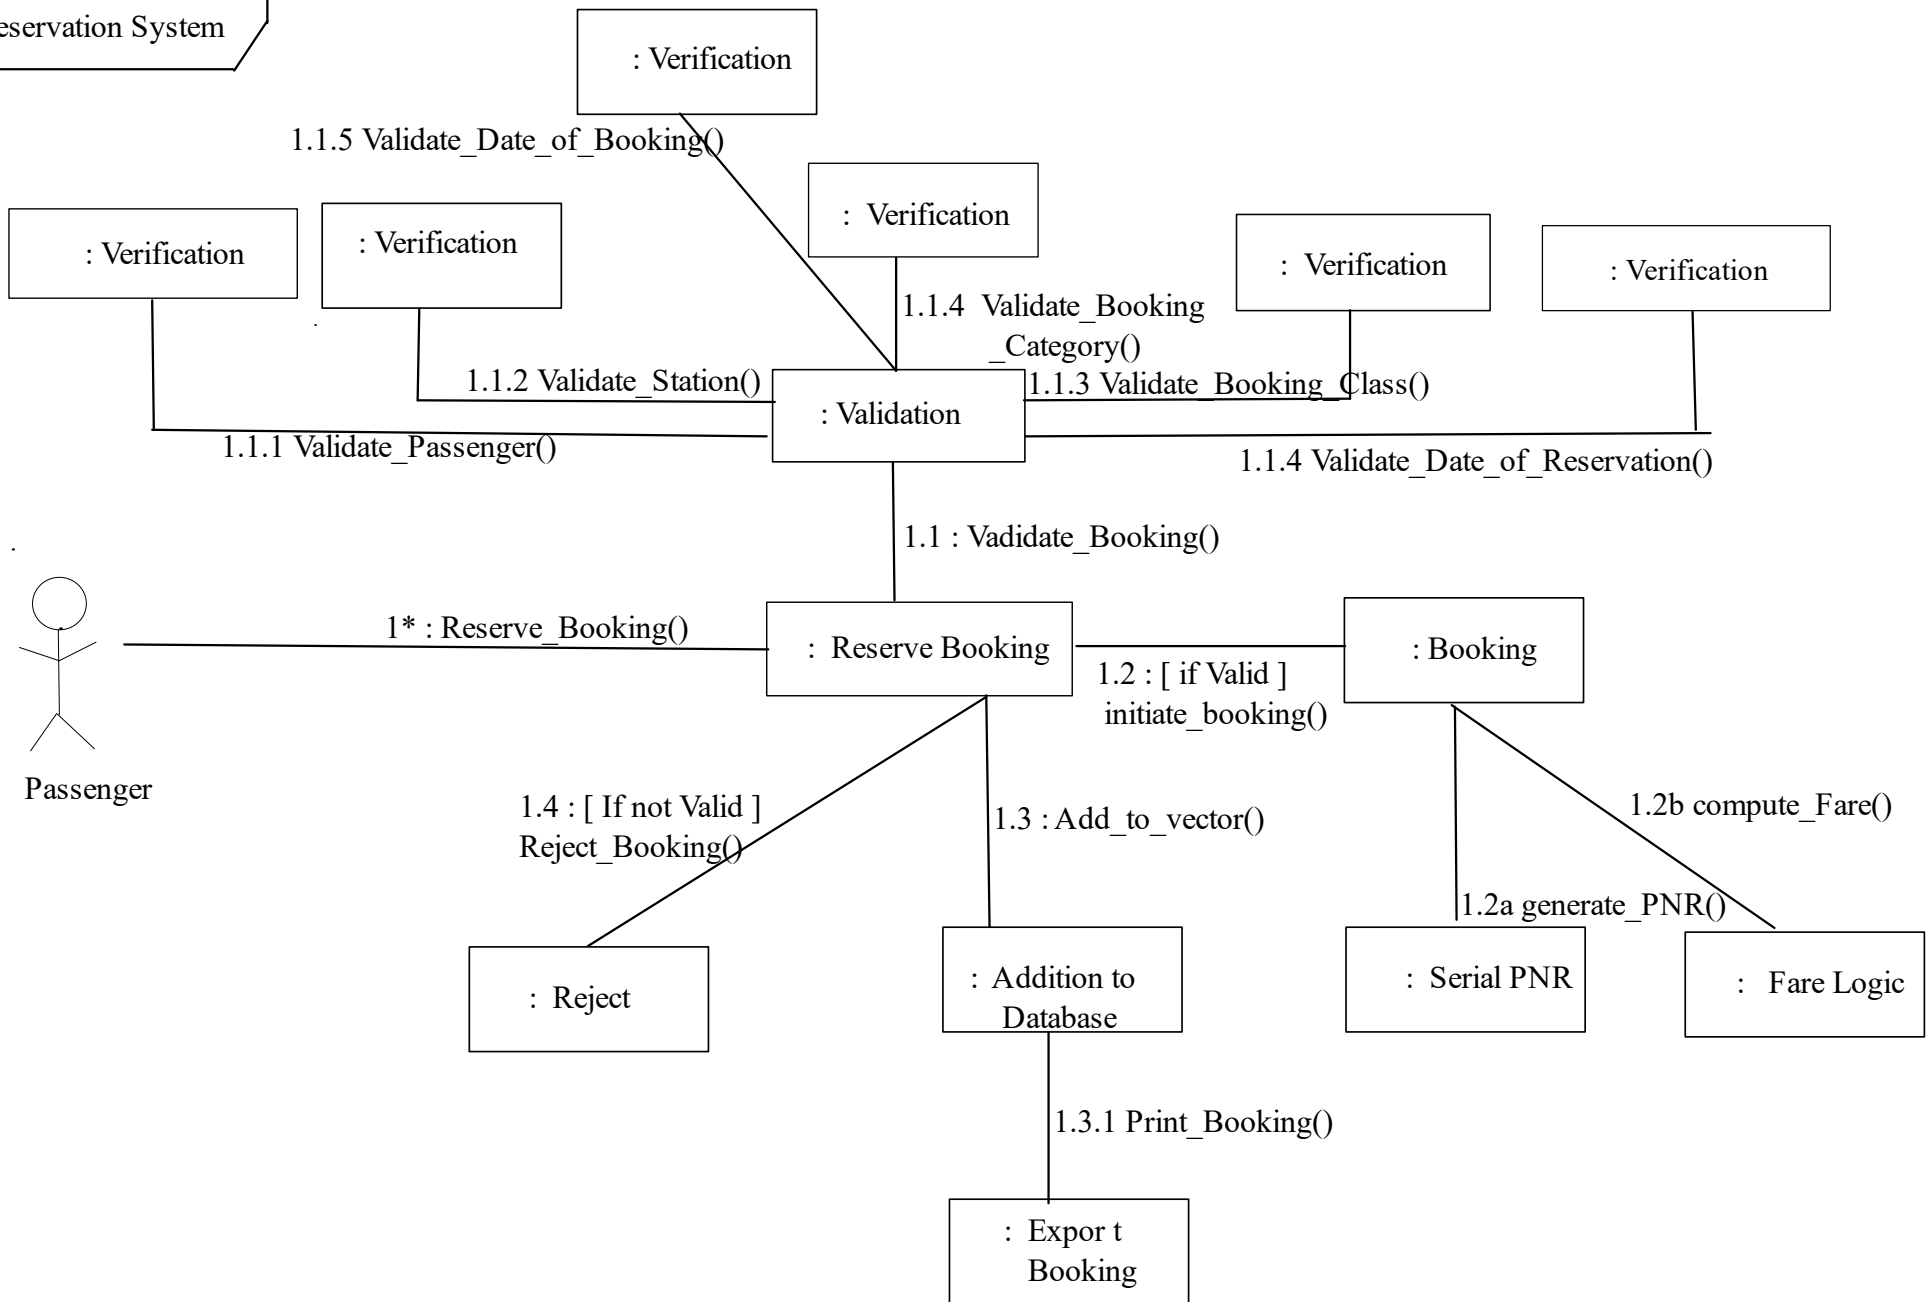 eservation System
: Verification
1.1.5 Validate_Date_of_Booking()
: Verification
: Verification
: Verification
: Verification
: Verification
1.1.4 Validate_Booking
_Category()
1.1.2 Validate_Station()
1.1.3 Validate_Booking_Class()
: Validation
1.1.1 Validate_Passenger()
1.1.4 Validate_Date_of_Reservation()
1.1 : Vadidate_Booking()
1* : Reserve_Booking()
: Reserve Booking
: Booking
1.2 : [ if Valid ]
initiate_booking()
Passenger
1.4 : [ If not Valid ]
Reject_Booking()
1.3 : Add_to_vector()
1.2b compute_Fare()
1.2a generate_PNR()
: Reject
: Addition to
Database
: Serial PNR
: Fare Logic
1.3.1 Print_Booking()
: Expor t
Booking